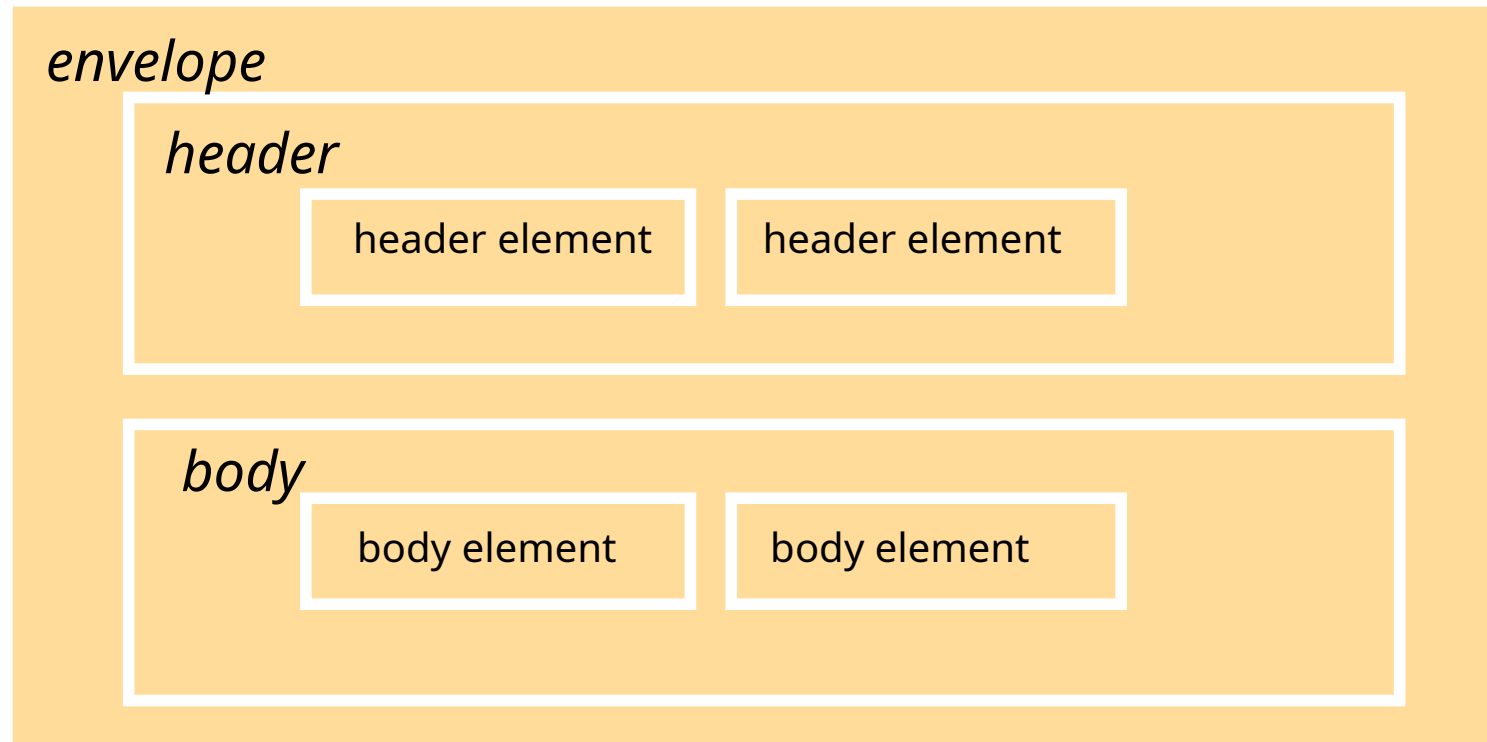 envelope
header
header element header element
body
body element body element